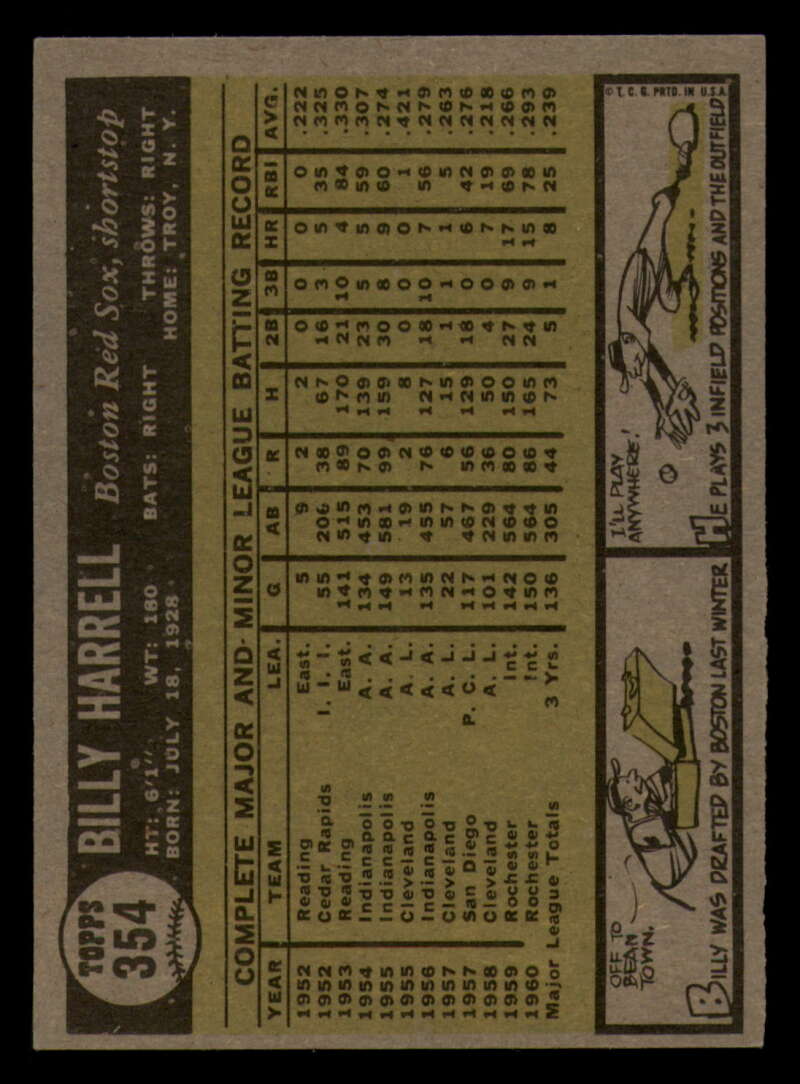 TOPPS
354
BILLY HARRELL Boston Red Sox, shortstop
HT: 6'1" WT: 180 BATS: RIGHT THROWS: RIGHT
BORN: JULY 18, 1928 HOME: TROY, N. Y.
COMPLETE MAJOR AND MINOR LEAGUE BATTING RECORD
YEAR TEAM LEA. G AB R H 2B 3B HR RBI AVG.
1952 Reading East. 5 9 2 2 0 0 0 0 .222
1952 Cedar Rapids I. I. I. 55 206 38 67 16 3 5 35 .325
1953 Reading East. 141 515 89 170 21 10 4 84 .330
1954 Indianapolis A. A. 134 453 70 139 23 5 5 59 .307
1955 Indianapolis A. A. 149 581 99 159 30 8 9 60 .274
1955 Cleveland A. L. 13 19 2 8 0 0 0 1 .421
1956 Indianapolis A. A. 135 455 76 127 18 10 7 56 .279
1957 Cleveland A. L. 22 57 6 15 1 1 1 5 .263
1957 San Diego P. C. L. 117 467 56 129 18 0 6 42 .276
1958 Cleveland A. L. 101 229 36 50 4 0 7 19 .218
1959 Rochester Int. 142 564 80 150 27 9 17 69 .266
1960 Rochester Int. 150 564 86 165 24 9 15 78 .293
Major League Totals 3 Yrs. 136 305 44 73 5 1 8 25 .239
OFF TO
BEAN
TOWN.
BILLY WAS DRAFTED BY BOSTON LAST WINTER
I'LL PLAY
ANYWHERE!
© T. C. G. PRTD. IN U.S.A.
HE PLAYS 3 INFIELD POSITIONS AND THE OUTFIELD